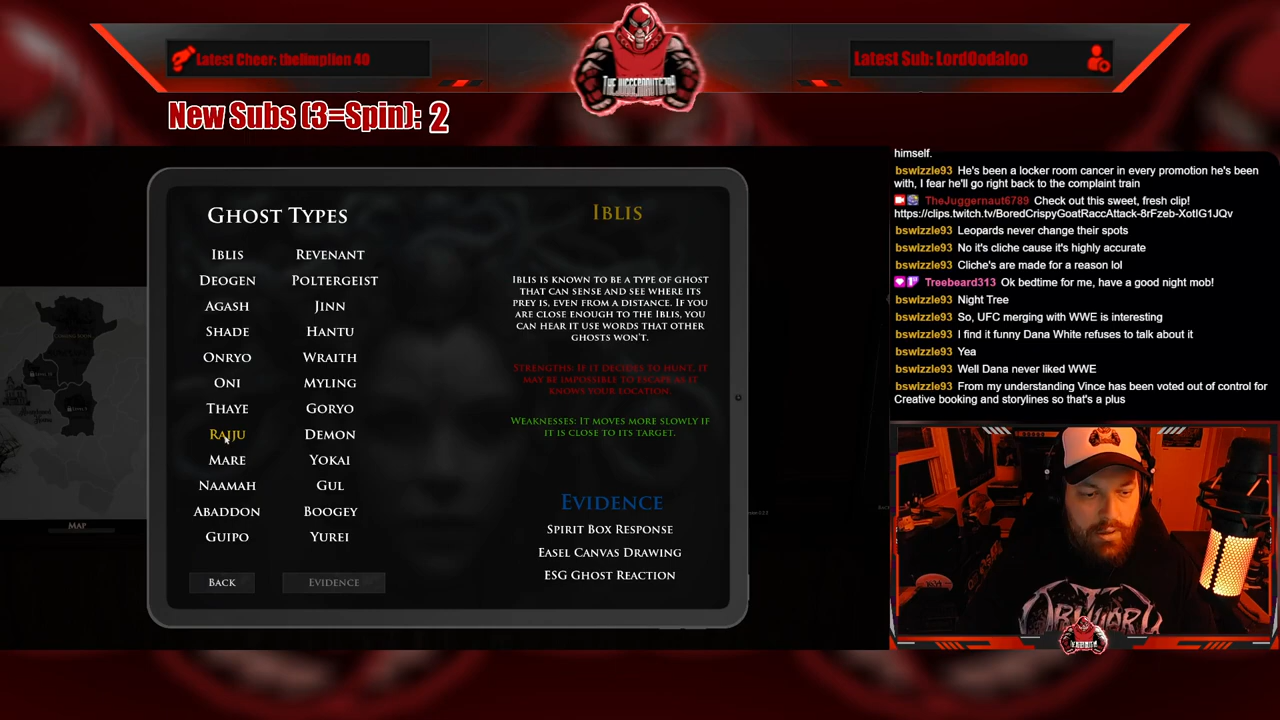 Latest Cheer: thelimplion 40
Latest Sub: LordOodaloo
THEJUGGERNAUT6789
New Subs (3=Spin): 2
GHOST TYPES
IBLIS
REVENANT
DEOGEN
POLTERGEIST
AGASH
JINN
SHADE
HANTU
ONRYO
WRAITH
ONI
MYLING
THAYE
GORYO
RAIJU
DEMON
MARE
YOKAI
NAAMAH
GUL
ABADDON
BOOGEY
GUIPO
YUREI
BACK
EVIDENCE
IBLIS
IBLIS IS KNOWN TO BE A TYPE OF GHOST
THAT CAN SENSE AND SEE WHERE ITS
PREY IS, EVEN FROM A DISTANCE. IF YOU
ARE CLOSE ENOUGH TO THE IBLIS, YOU
CAN HEAR IT USE WORDS THAT OTHER
GHOSTS WON'T.
STRENGTHS: IF IT DECIDES TO HUNT, IT
MAY BE IMPOSSIBLE TO ESCAPE AS IT
KNOWS YOUR LOCATION.
WEAKNESSES: IT MOVES MORE SLOWLY IF
IT IS CLOSE TO ITS TARGET.
EVIDENCE
SPIRIT BOX RESPONSE
EASEL CANVAS DRAWING
ESG GHOST REACTION
MAP
himself.
bswizzle93 He's been a locker room cancer in every promotion he's been
with, I fear he'll go right back to the complaint train
TheJuggernaut6789 Check out this sweet, fresh clip!
https://clips.twitch.tv/BoredCrispyGoatRaccAttack-8rFzeb-XotIG1JQv
bswizzle93 Leopards never change their spots
bswizzle93 No it's cliche cause it's highly accurate
bswizzle93 Cliche's are made for a reason lol
Treebeard313 Ok bedtime for me, have a good night mob!
bswizzle93 Night Tree
bswizzle93 So, UFC merging with WWE is interesting
bswizzle93 I find it funny Dana White refuses to talk about it
bswizzle93 Yea
bswizzle93 Well Dana never liked WWE
bswizzle93 From my understanding Vince has been voted out of control for
Creative booking and storylines so that's a plus
OBITUARY